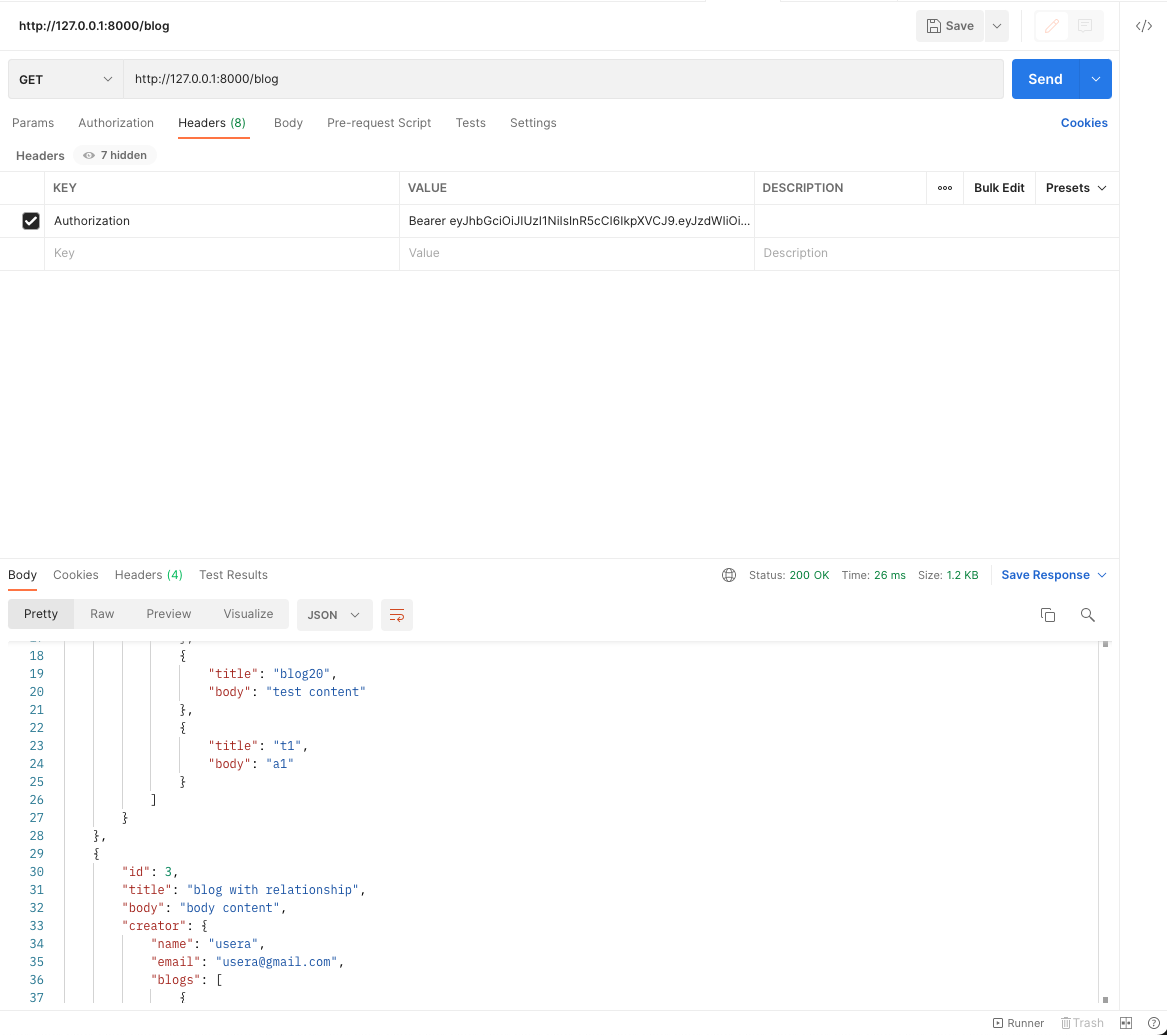 http://127.0.0.1:8000/blog Save
GET http://127.0.0.1:8000/blog Send
Params Authorization Headers (8) Body Pre-request Script Tests Settings Cookies
Headers 7 hidden
KEY VALUE DESCRIPTION Bulk Edit Presets
Authorization Bearer eyJhbGciOiJIUzI1NiIsInR5cCI6IkpXVCJ9.eyJzdWIiOi...
Key Value Description
Body Cookies Headers (4) Test Results Status: 200 OK Time: 26 ms Size: 1.2 KB Save Response
Pretty Raw Preview Visualize JSON
18 {
19 "title": "blog20",
20 "body": "test content"
21 },
22 {
23 "title": "t1",
24 "body": "a1"
25 }
26 ]
27 }
28 },
29 {
30 "id": 3,
31 "title": "blog with relationship",
32 "body": "body content",
33 "creator": {
34 "name": "usera",
35 "email": "usera@gmail.com",
36 "blogs": [
37 {
Runner Trash